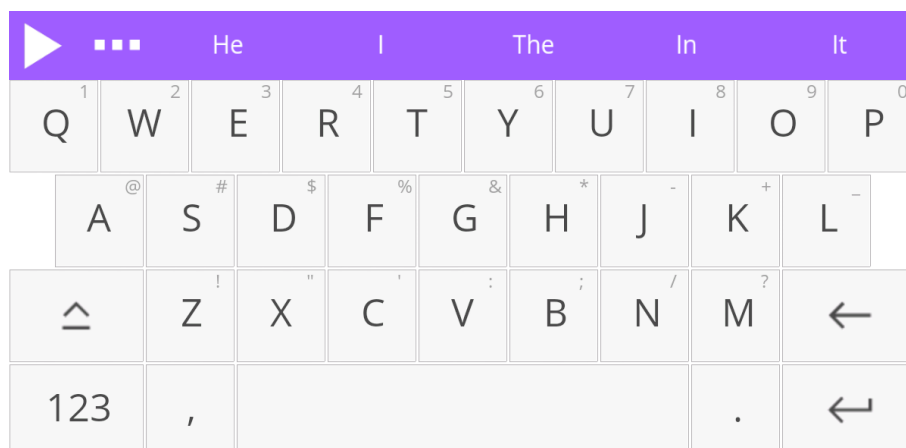 He I The In It
1 2 3 4 5 6 7 8 9 0
Q W E R T Y U I O P
@ # $ % & * - + _
A S D F G H J K L
! " ' : ; / ?
Z X C V B N M
123 , .